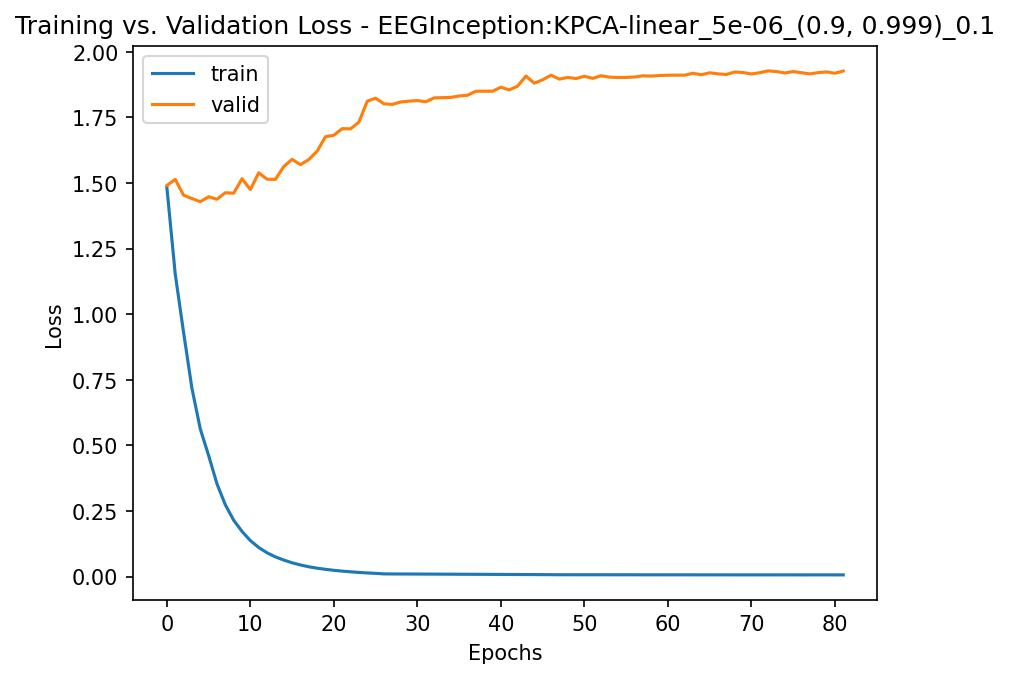 Training vs. Validation Loss - EEGInception:KPCA-linear_5e-06_(0.9, 0.999)_0.1
train
valid
2.00
1.75
1.50
1.25
1.00
0.75
0.50
0.25
0.00
Loss
0 10 20 30 40 50 60 70 80
Epochs